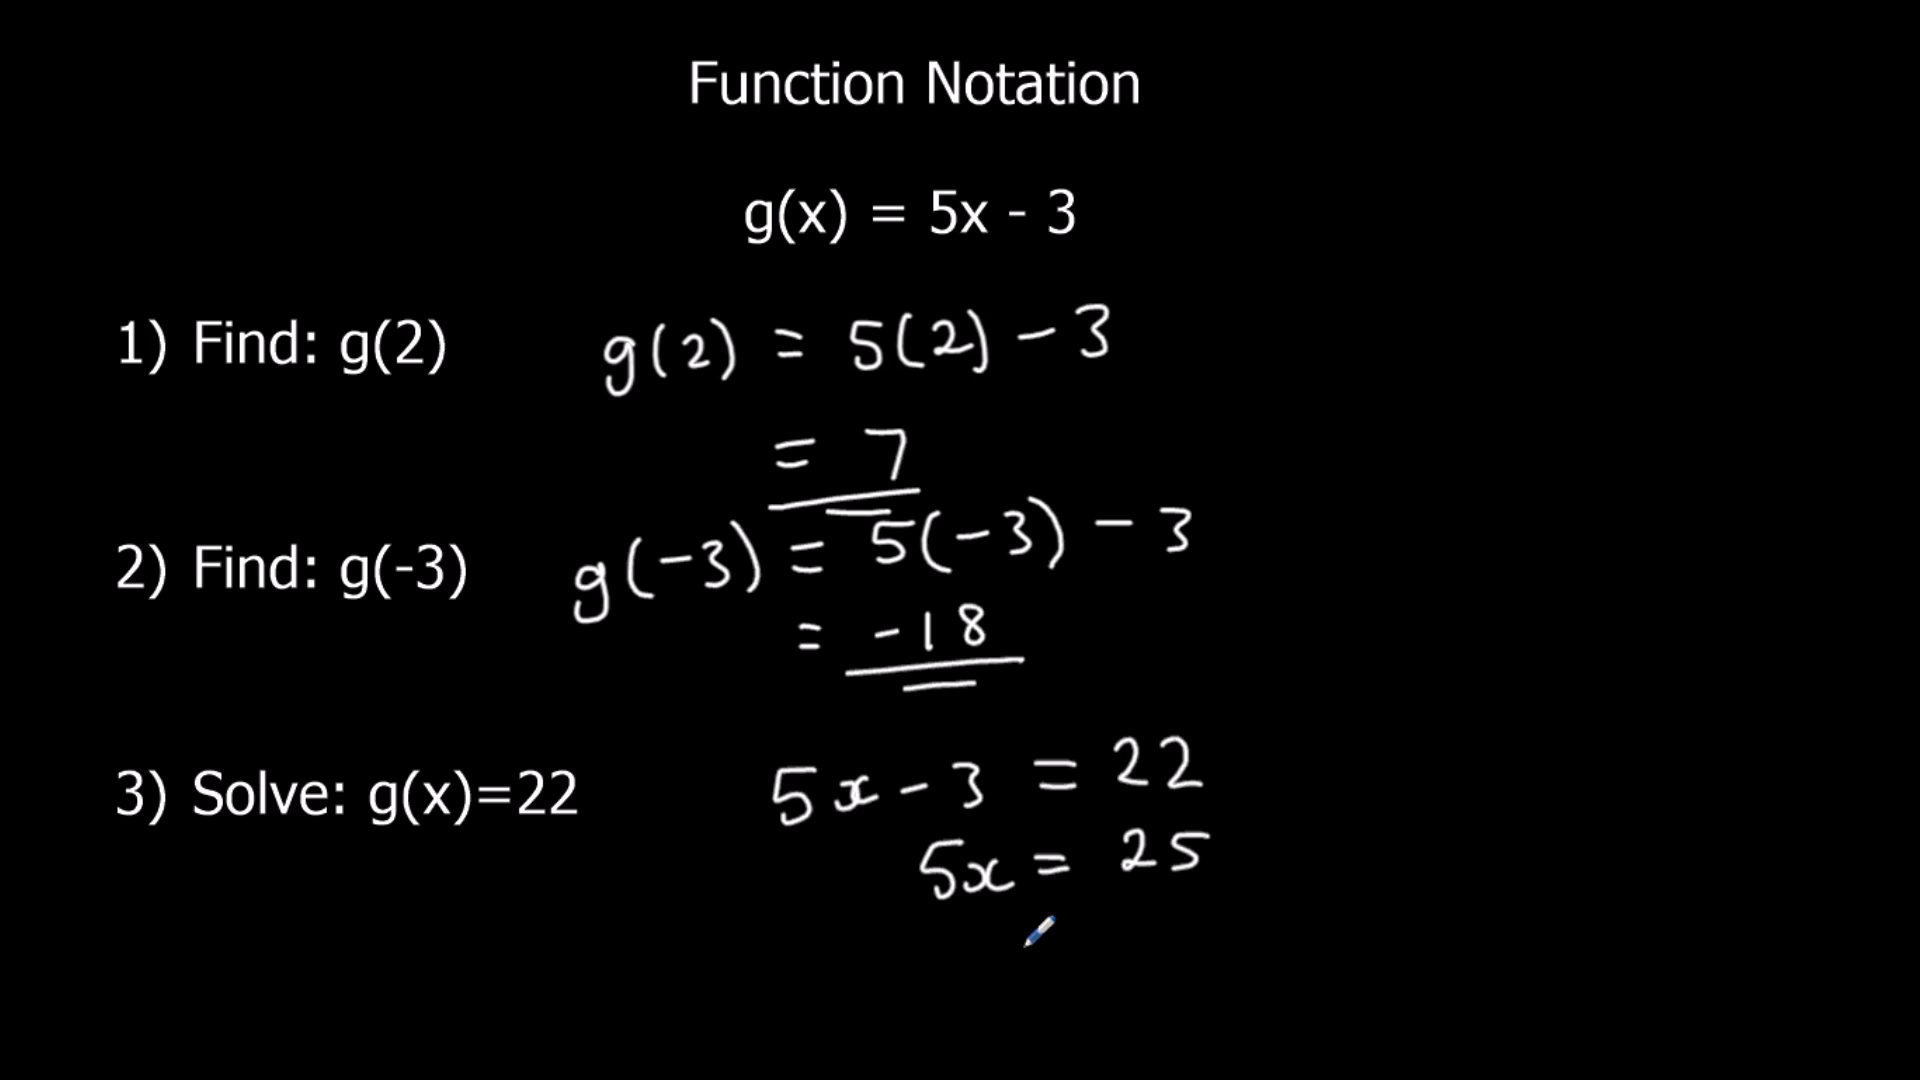 Function Notation
g(x) = 5x - 3
1) Find: g(2)
g(2) = 5(2) - 3
= 7
2) Find: g(-3)
g(-3) = 5(-3) - 3
= -18
3) Solve: g(x)=22
5x - 3 = 22
5x = 25